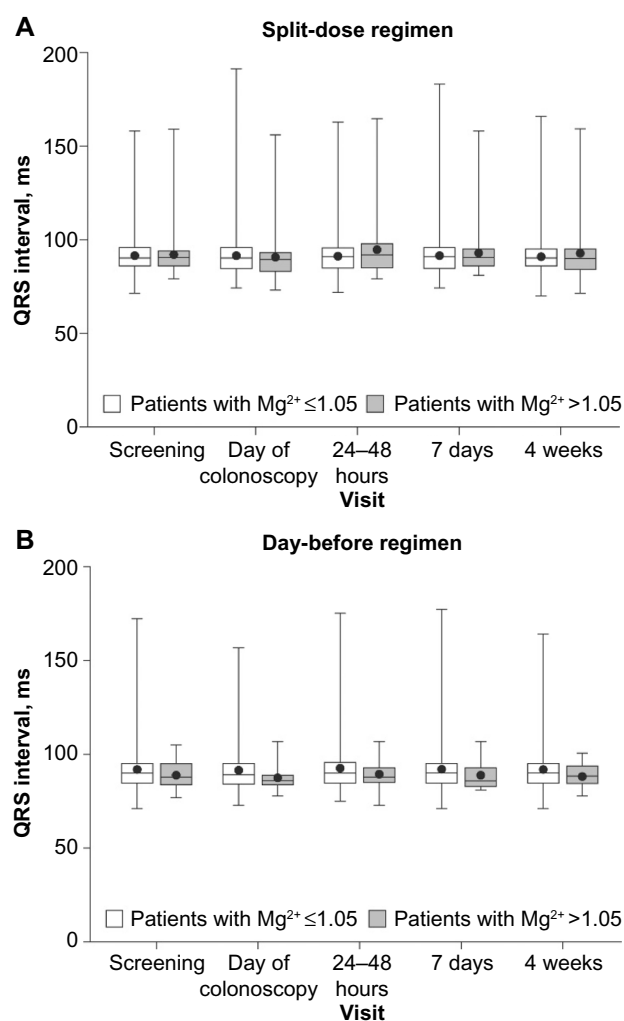 A
Split-dose regimen
QRS interval, ms
200
150
100
50
0
Patients with Mg²⁺ ≤1.05
Patients with Mg²⁺ >1.05
Screening
Day of
colonoscopy
24–48
hours
7 days
4 weeks
Visit
B
Day-before regimen
QRS interval, ms
200
150
100
50
0
Patients with Mg²⁺ ≤1.05
Patients with Mg²⁺ >1.05
Screening
Day of
colonoscopy
24–48
hours
7 days
4 weeks
Visit